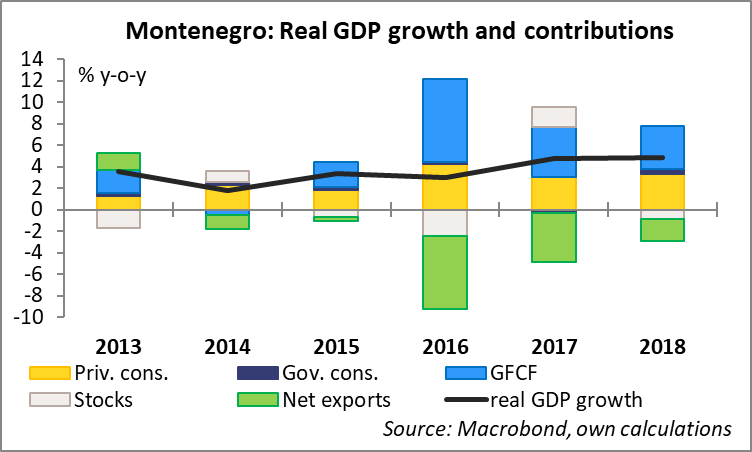 Montenegro: Real GDP growth and contributions
% y-o-y
14
12
10
8
6
4
2
0
-2
-4
-6
-8
-10
2013 2014 2015 2016 2017 2018
Priv. cons. Gov. cons. GFCF
Stocks Net exports real GDP growth
Source: Macrobond, own calculations